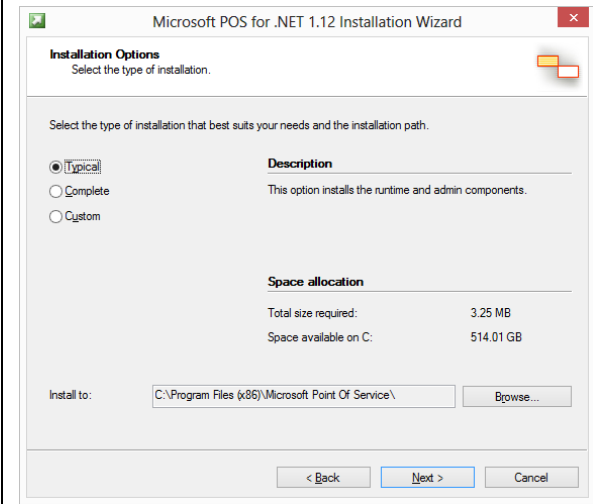 Microsoft POS for .NET 1.12 Installation Wizard
Installation Options
Select the type of installation.
Select the type of installation that best suits your needs and the installation path.
Typical
Description
Complete
This option installs the runtime and admin components.
Custom
Space allocation
Total size required: 3.25 MB
Space available on C: 514.01 GB
Install to: C:\Program Files (x86)\Microsoft Point Of Service\ Browse...
< Back Next > Cancel